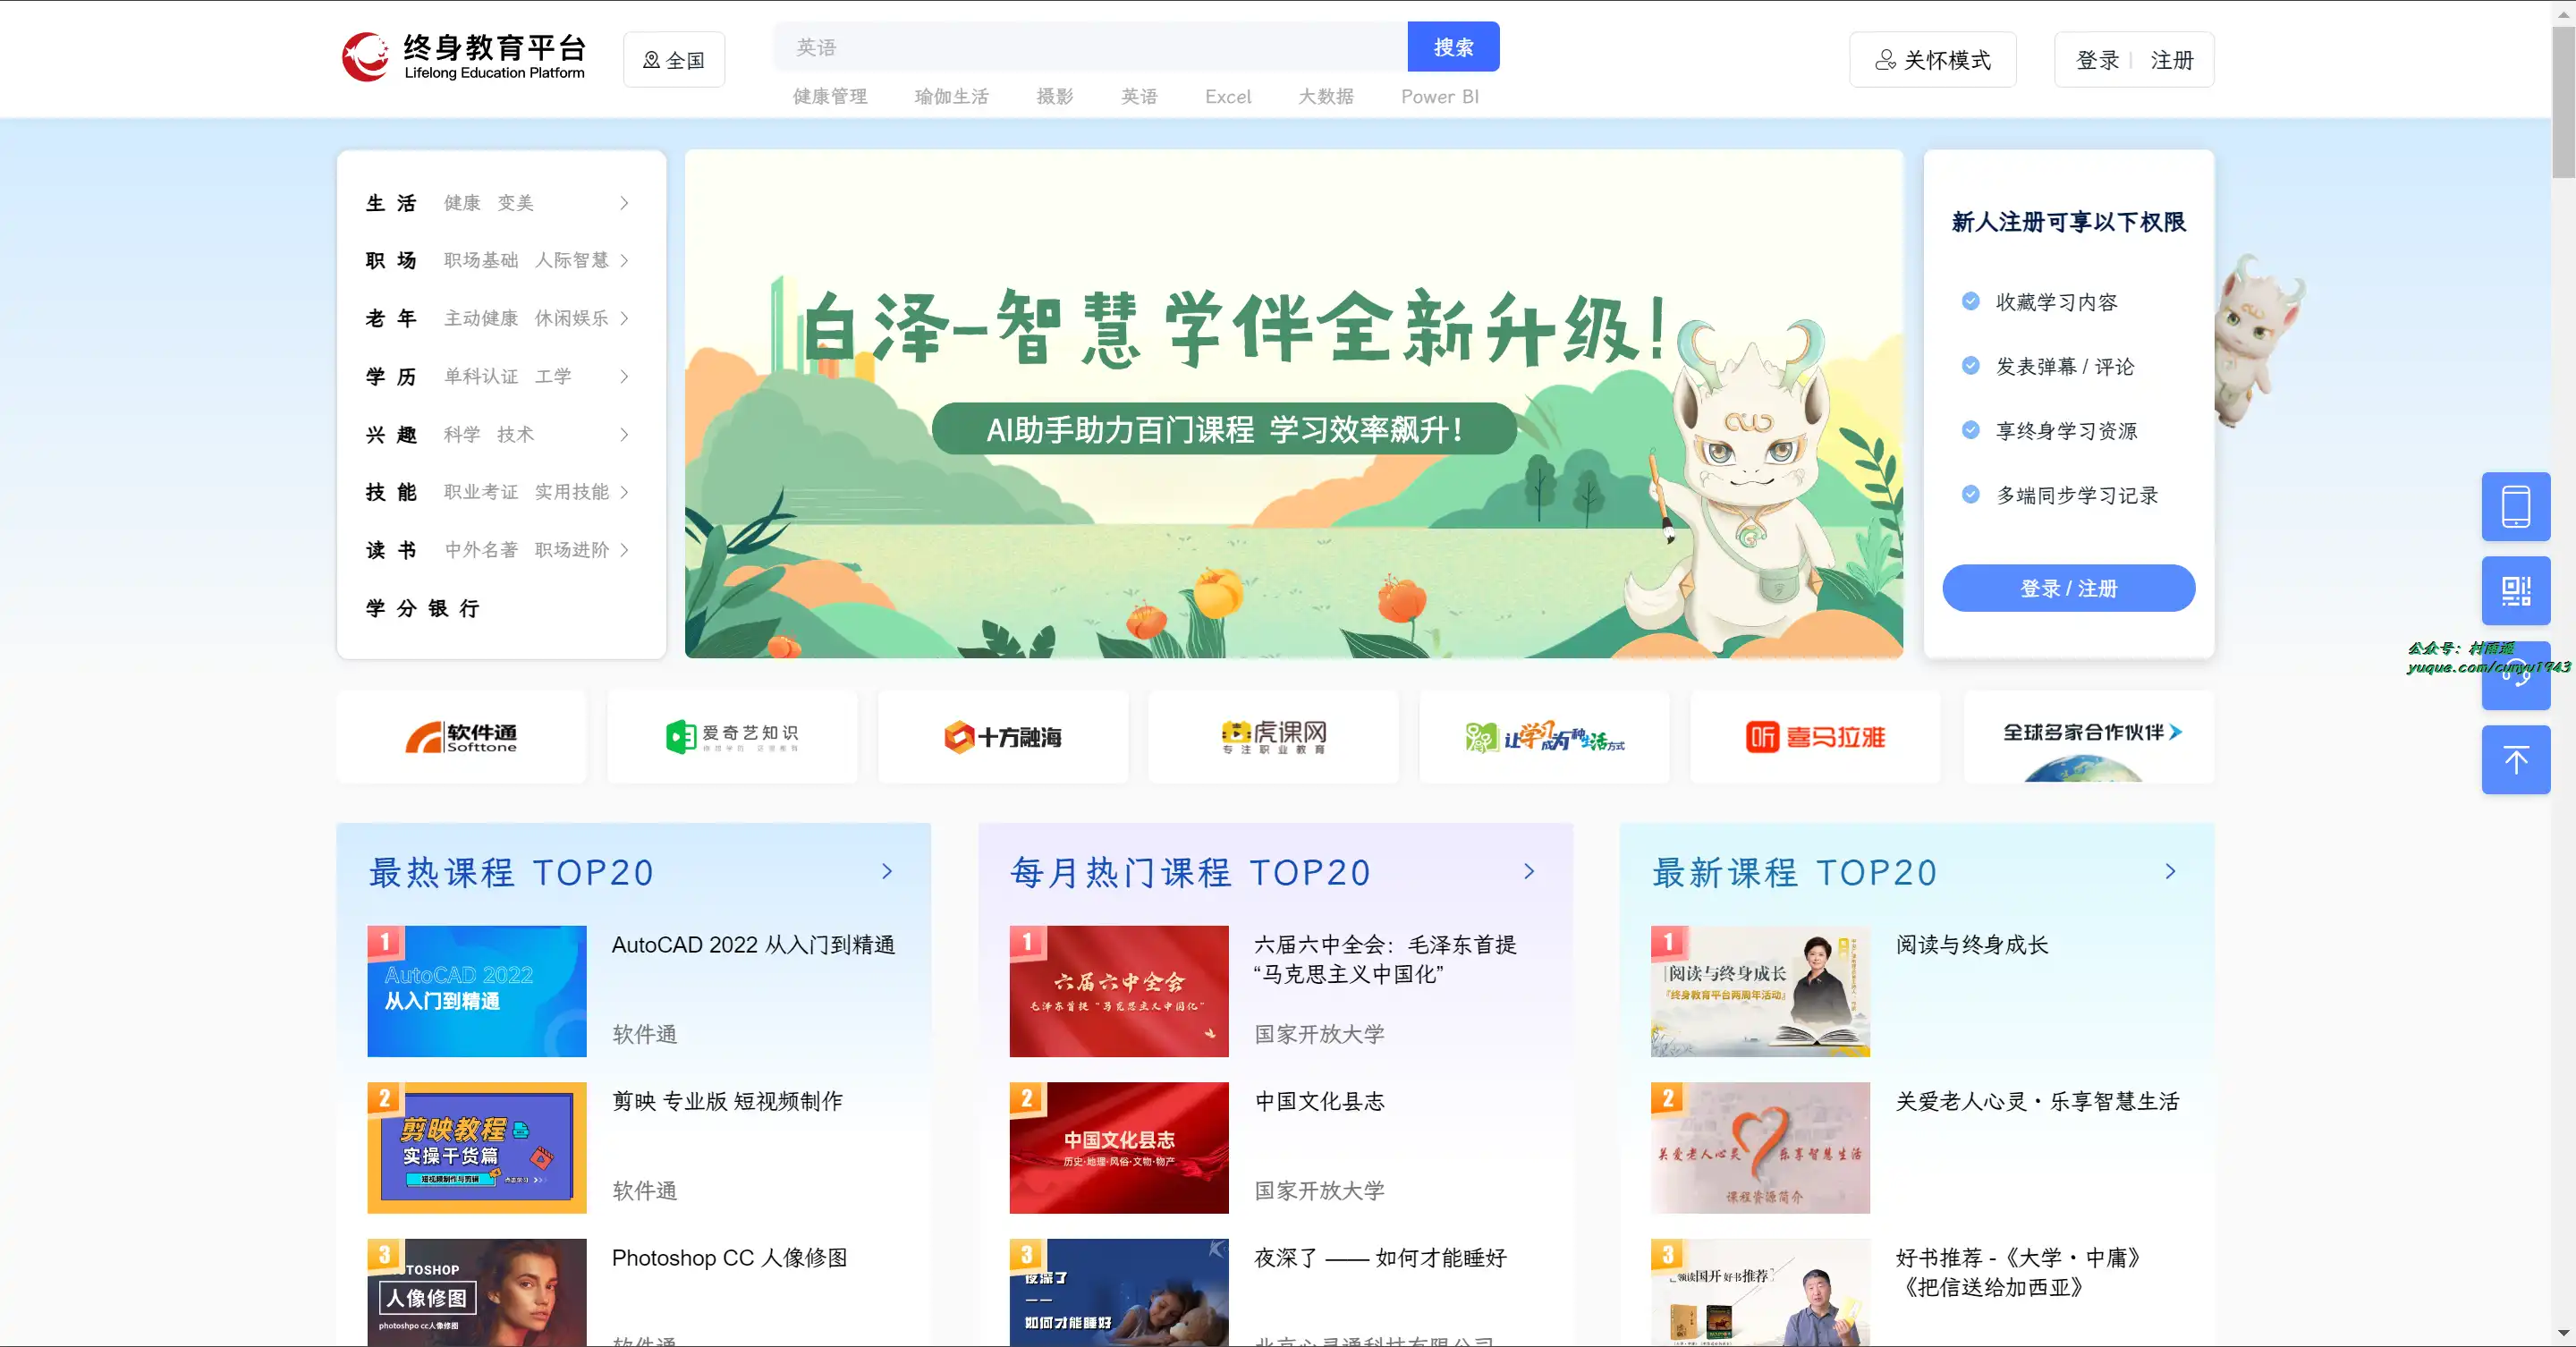 终身教育平台
Lifelong Education Platform
全国
英语
搜索
健康管理 瑜伽生活 摄影 英语 Excel 大数据 Power BI
关怀模式
登录 注册
生活 健康 变美
职场 职场基础 人际智慧
老年 主动健康 休闲娱乐
学历 单科认证 工学
兴趣 科学 技术
技能 职业考证 实用技能
读书 中外名著 职场进阶
学分银行
白泽-智慧学伴全新升级!
AI助手助力百门课程 学习效率飙升!
新人注册可享以下权限
收藏学习内容
发表弹幕 / 评论
享终身学习资源
多端同步学习记录
登录 / 注册
公众号：村雨遥
yuque.com/cunyu1943
软件通
Softtone
爱奇艺知识
十方融海
虎课网
专注职业教育
让学习成为一种生活方式
听 喜马拉雅
全球多家合作伙伴
最热课程 TOP20
1
AutoCAD 2022
从入门到精通
AutoCAD 2022 从入门到精通
软件通
2
剪映教程
实操干货篇
短视频制作与剪辑
剪映 专业版 短视频制作
软件通
3
人像修图
photoshpo cc人像修图
Photoshop CC 人像修图
软件通
每月热门课程 TOP20
1
六届六中全会
毛泽东首提“马克思主义中国化”
六届六中全会：毛泽东首提
“马克思主义中国化”
国家开放大学
2
中国文化县志
历史·地理·风俗·文物·物产
中国文化县志
国家开放大学
3
夜深了
——
如何才能睡好
夜深了 —— 如何才能睡好
北京心灵通科技有限公司
最新课程 TOP20
1
阅读与终身成长
『终身教育平台两周年活动』
阅读与终身成长
2
关爱老人心灵 乐享智慧生活
课程资源简介
关爱老人心灵・乐享智慧生活
3
领读国开 好书推荐
好书推荐 -《大学・中庸》
《把信送给加西亚》